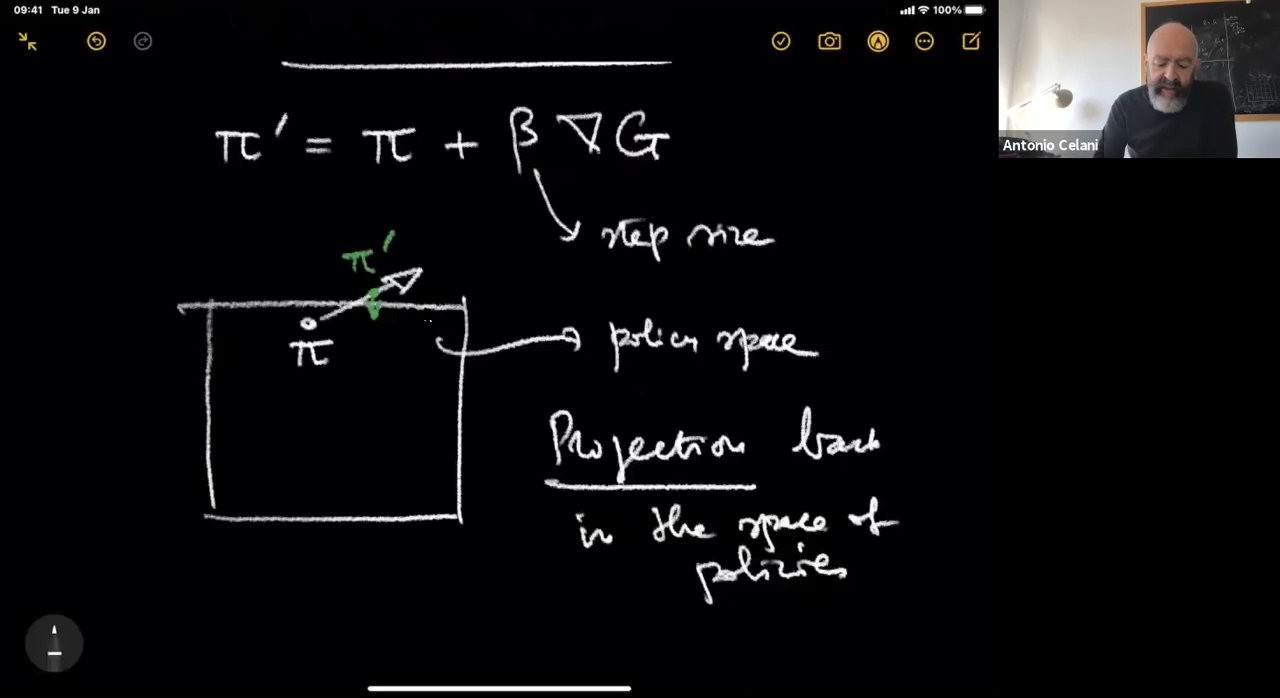 09:41 Tue 9 Jan
100%
π' = π + β ∇G
step size
π'
π
policy space
Projection back
in the space of
policies
Antonio Celani